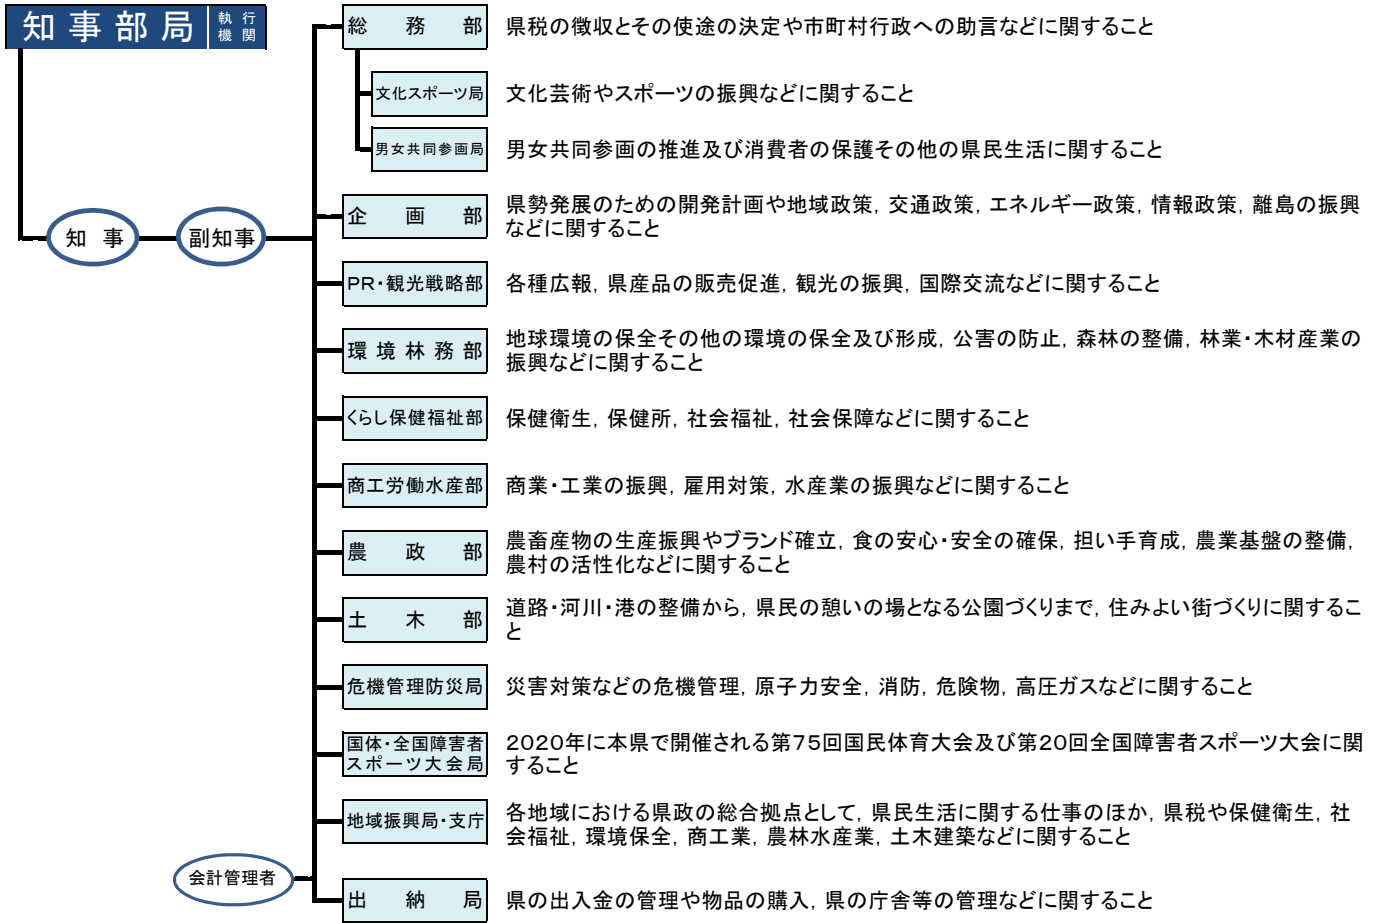 知事部局 執行機関
総務部 県税の徴収とその使途の決定や市町村行政への助言などに関すること
文化スポーツ局 文化芸術やスポーツの振興などに関すること
男女共同参画局 男女共同参画の推進及び消費者の保護その他の県民生活に関すること
企画部 県勢発展のための開発計画や地域政策，交通政策，エネルギー政策，情報政策，離島の振興
などに関すること
知事 副知事
PR・観光戦略部 各種広報，県産品の販売促進，観光の振興，国際交流などに関すること
環境林務部 地球環境の保全その他の環境の保全及び形成，公害の防止，森林の整備，林業・木材産業の
振興などに関すること
くらし保健福祉部 保健衛生，保健所，社会福祉，社会保障などに関すること
商工労働水産部 商業・工業の振興，雇用対策，水産業の振興などに関すること
農政部 農畜産物の生産振興やブランド確立，食の安心・安全の確保，担い手育成，農業基盤の整備，
農村の活性化などに関すること
土木部 道路・河川・港の整備から，県民の憩いの場となる公園づくりまで，住みよい街づくりに関するこ
と
危機管理防災局 災害対策などの危機管理，原子力安全，消防，危険物，高圧ガスなどに関すること
国体・全国障害者
スポーツ大会局
2020年に本県で開催される第75回国民体育大会及び第20回全国障害者スポーツ大会に関
すること
地域振興局・支庁 各地域における県政の総合拠点として，県民生活に関する仕事のほか，県税や保健衛生，社
会福祉，環境保全，商工業，農林水産業，土木建築などに関すること
会計管理者
出納局 県の出入金の管理や物品の購入，県の庁舎等の管理などに関すること